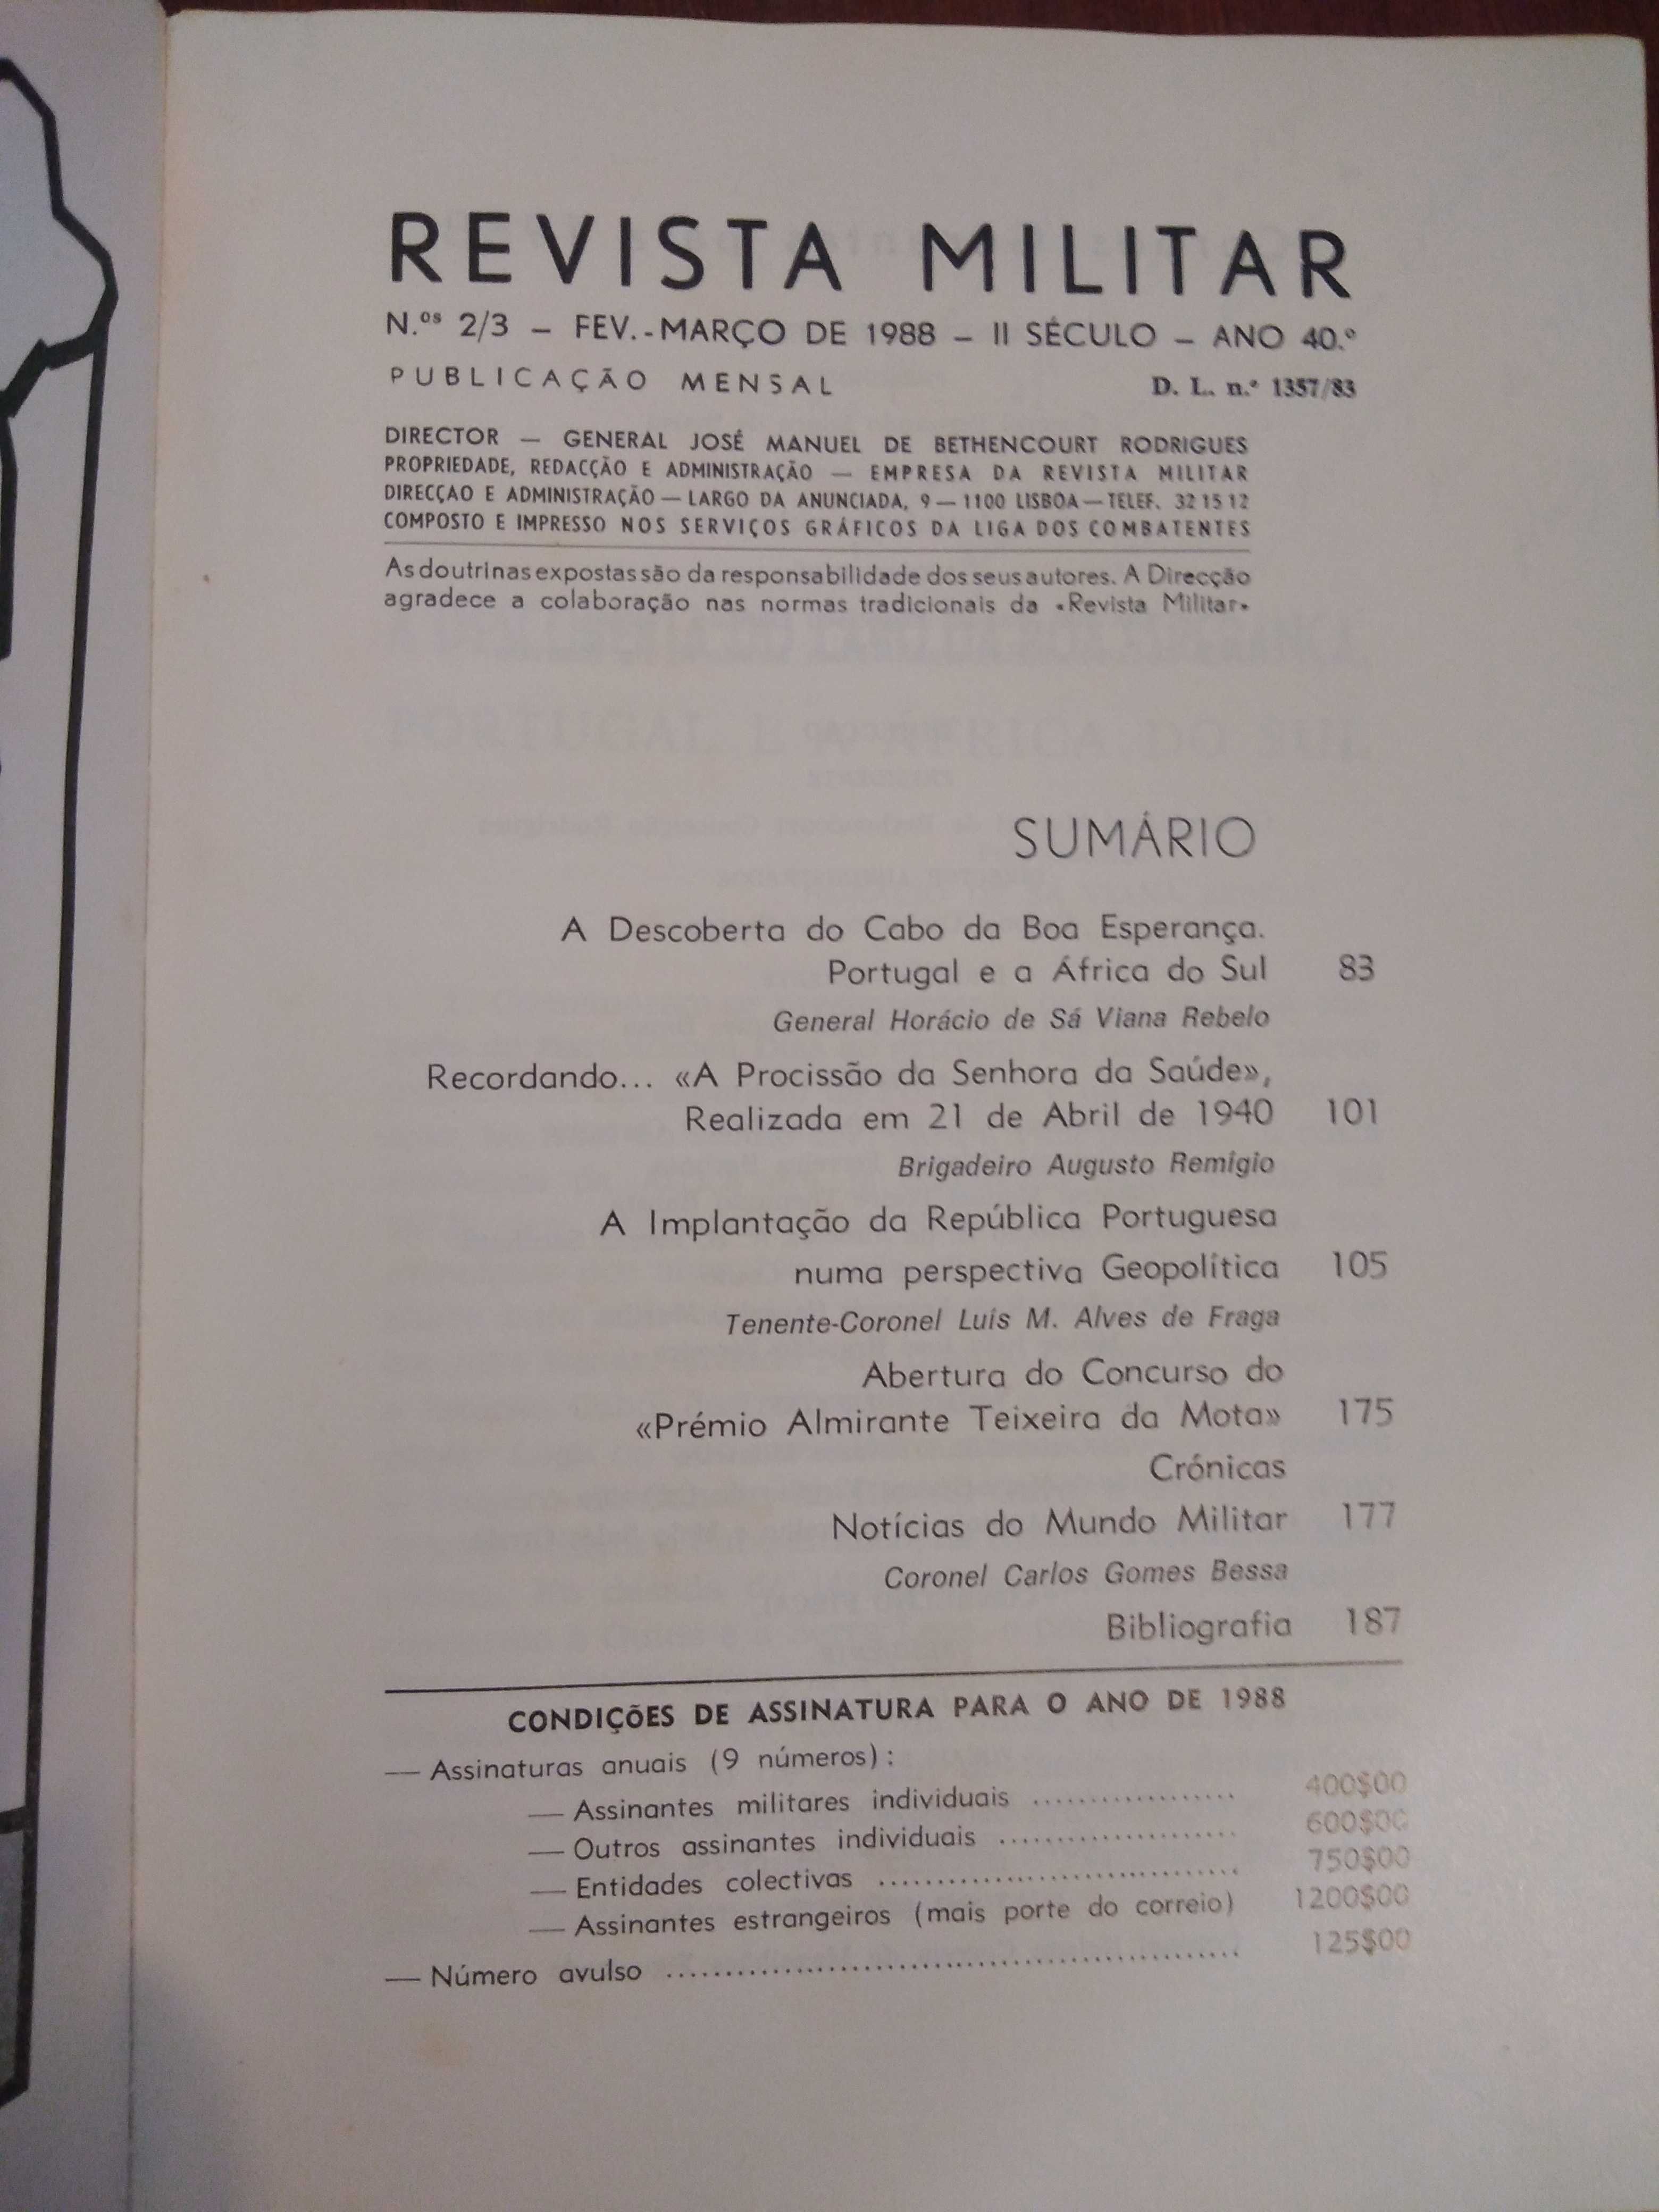 REVISTA MILITAR
N.ºˢ 2/3 – FEV.-MARÇO DE 1988 – II SÉCULO – ANO 40.º
PUBLICAÇÃO MENSAL D. L. n.º 1357/83
DIRECTOR — GENERAL JOSÉ MANUEL DE BETHENCOURT RODRIGUES
PROPRIEDADE, REDACÇÃO E ADMINISTRAÇÃO — EMPRESA DA REVISTA MILITAR
DIRECÇAO E ADMINISTRAÇÃO — LARGO DA ANUNCIADA, 9 — 1100 LISBOA — TELEF. 32 15 12
COMPOSTO E IMPRESSO NOS SERVIÇOS GRÁFICOS DA LIGA DOS COMBATENTES
As doutrinas expostas são da responsabilidade dos seus autores. A Direcção
agradece a colaboração nas normas tradicionais da «Revista Militar»
SUMÁRIO
A Descoberta do Cabo da Boa Esperança.
Portugal e a África do Sul 83
General Horácio de Sá Viana Rebelo
Recordando... «A Procissão da Senhora da Saúde»,
Realizada em 21 de Abril de 1940 101
Brigadeiro Augusto Remígio
A Implantação da República Portuguesa
numa perspectiva Geopolítica 105
Tenente-Coronel Luís M. Alves de Fraga
Abertura do Concurso do
«Prémio Almirante Teixeira da Mota» 175
Crónicas
Notícias do Mundo Militar 177
Coronel Carlos Gomes Bessa
Bibliografia 187
CONDIÇÕES DE ASSINATURA PARA O ANO DE 1988
— Assinaturas anuais (9 números):
— Assinantes militares individuais .................. 400$00
— Outros assinantes individuais ..................... 600$00
— Entidades colectivas ................................ 750$00
— Assinantes estrangeiros (mais porte do correio) 1200$00
— Número avulso ................................................ 125$00